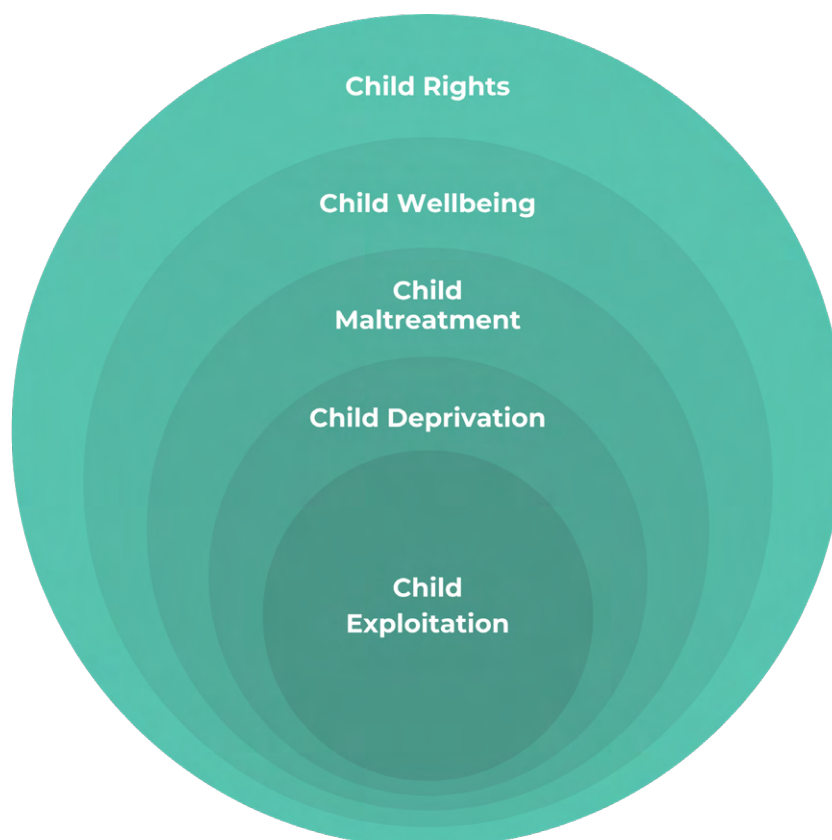 Child Rights
Child Wellbeing
Child
Maltreatment
Child Deprivation
Child
Exploitation